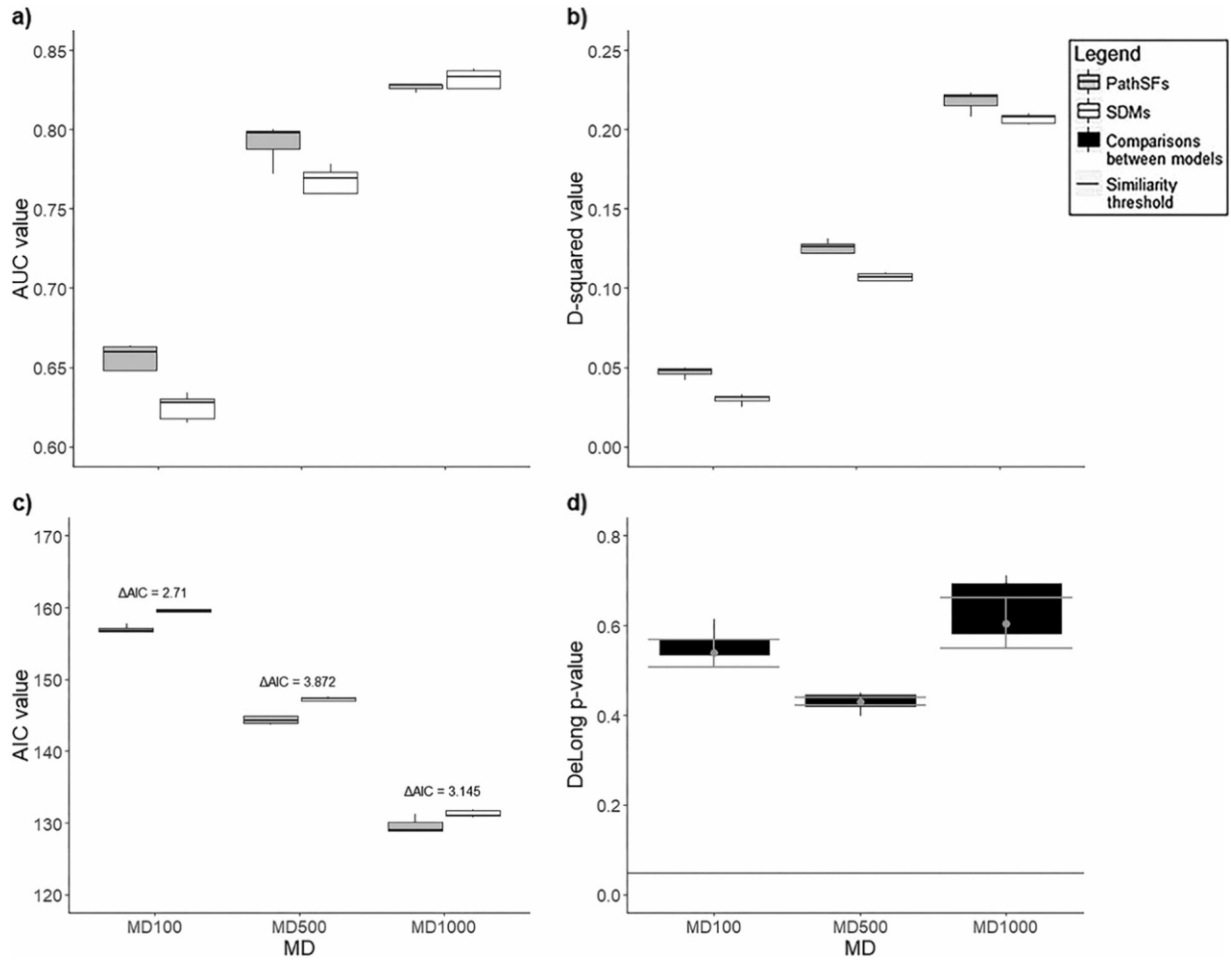 a)
0.85
0.80
0.75
0.70
0.65
0.60
AUC value
b)
0.25
0.20
0.15
0.10
0.05
0.00
D-squared value
Legend
PathSFs
SDMs
Comparisons
between models
Similiarity
threshold
c)
170
160
150
140
130
120
AIC value
ΔAIC = 2.71
ΔAIC = 3.872
ΔAIC = 3.145
MD100
MD500
MD1000
MD
d)
0.8
0.6
0.4
0.2
0.0
DeLong p-value
MD100
MD500
MD1000
MD